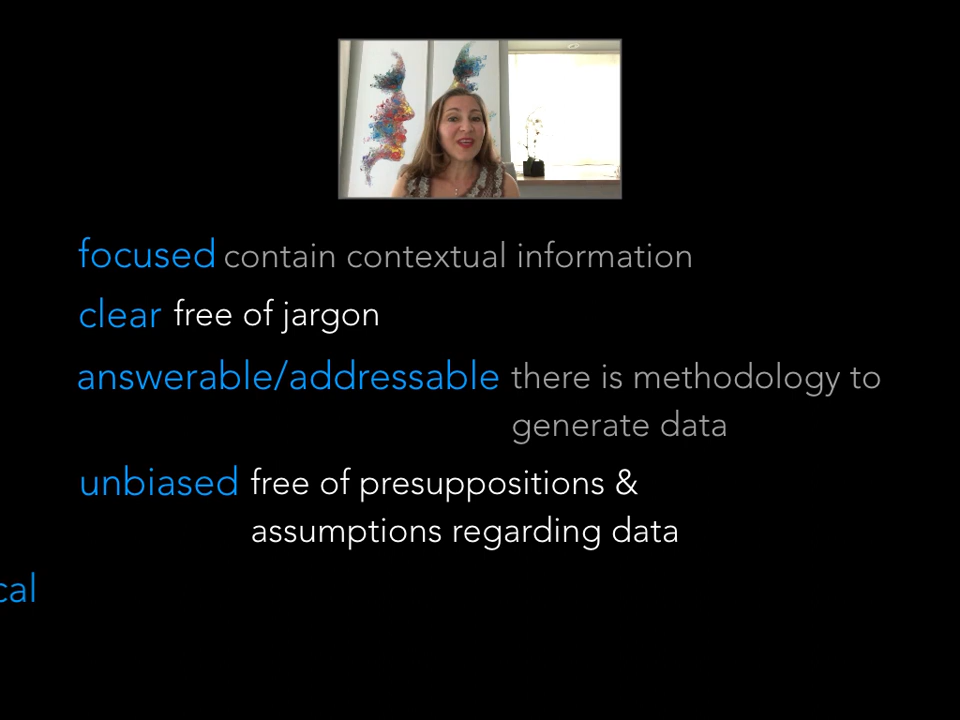 focused contain contextual information
clear free of jargon
answerable/addressable there is methodology to
generate data
unbiased free of presuppositions &
assumptions regarding data
cal